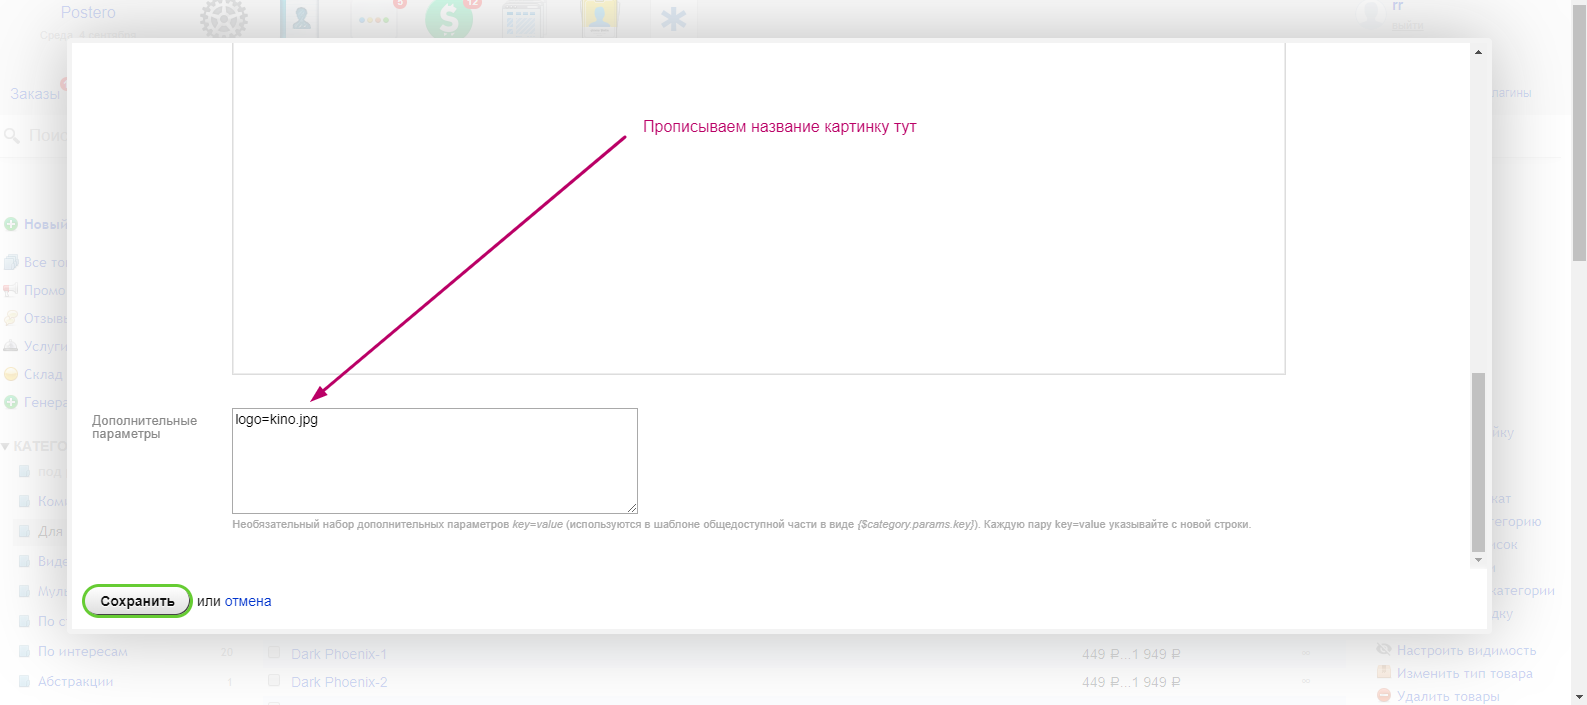 Postero
Среда, 4 сентября
5
12
rr
выйти
Заказы
Поис
Прописываем название картинку тут
Новый
Все то
Промо
Отзывы
Услуги
Склад
Генера
КАТЕГО
под
Дополнительные
параметры
logo=kino.jpg
Необязательный набор дополнительных параметров key=value (используются в шаблоне общедоступной части в виде {$category.params.key}). Каждую пару key=value указывайте с новой строки.
Для
Виде
Муль
По с
Сохранить или отмена
По интересам 20
Абстракции 1
Dark Phoenix-1 449 ₽...1 949 ₽ ∞
Dark Phoenix-2 449 ₽...1 949 ₽ ∞
лагины
йку
кат
тегорию
исок
категории
дку
Настроить видимость
Изменить тип товара
Удалить товары